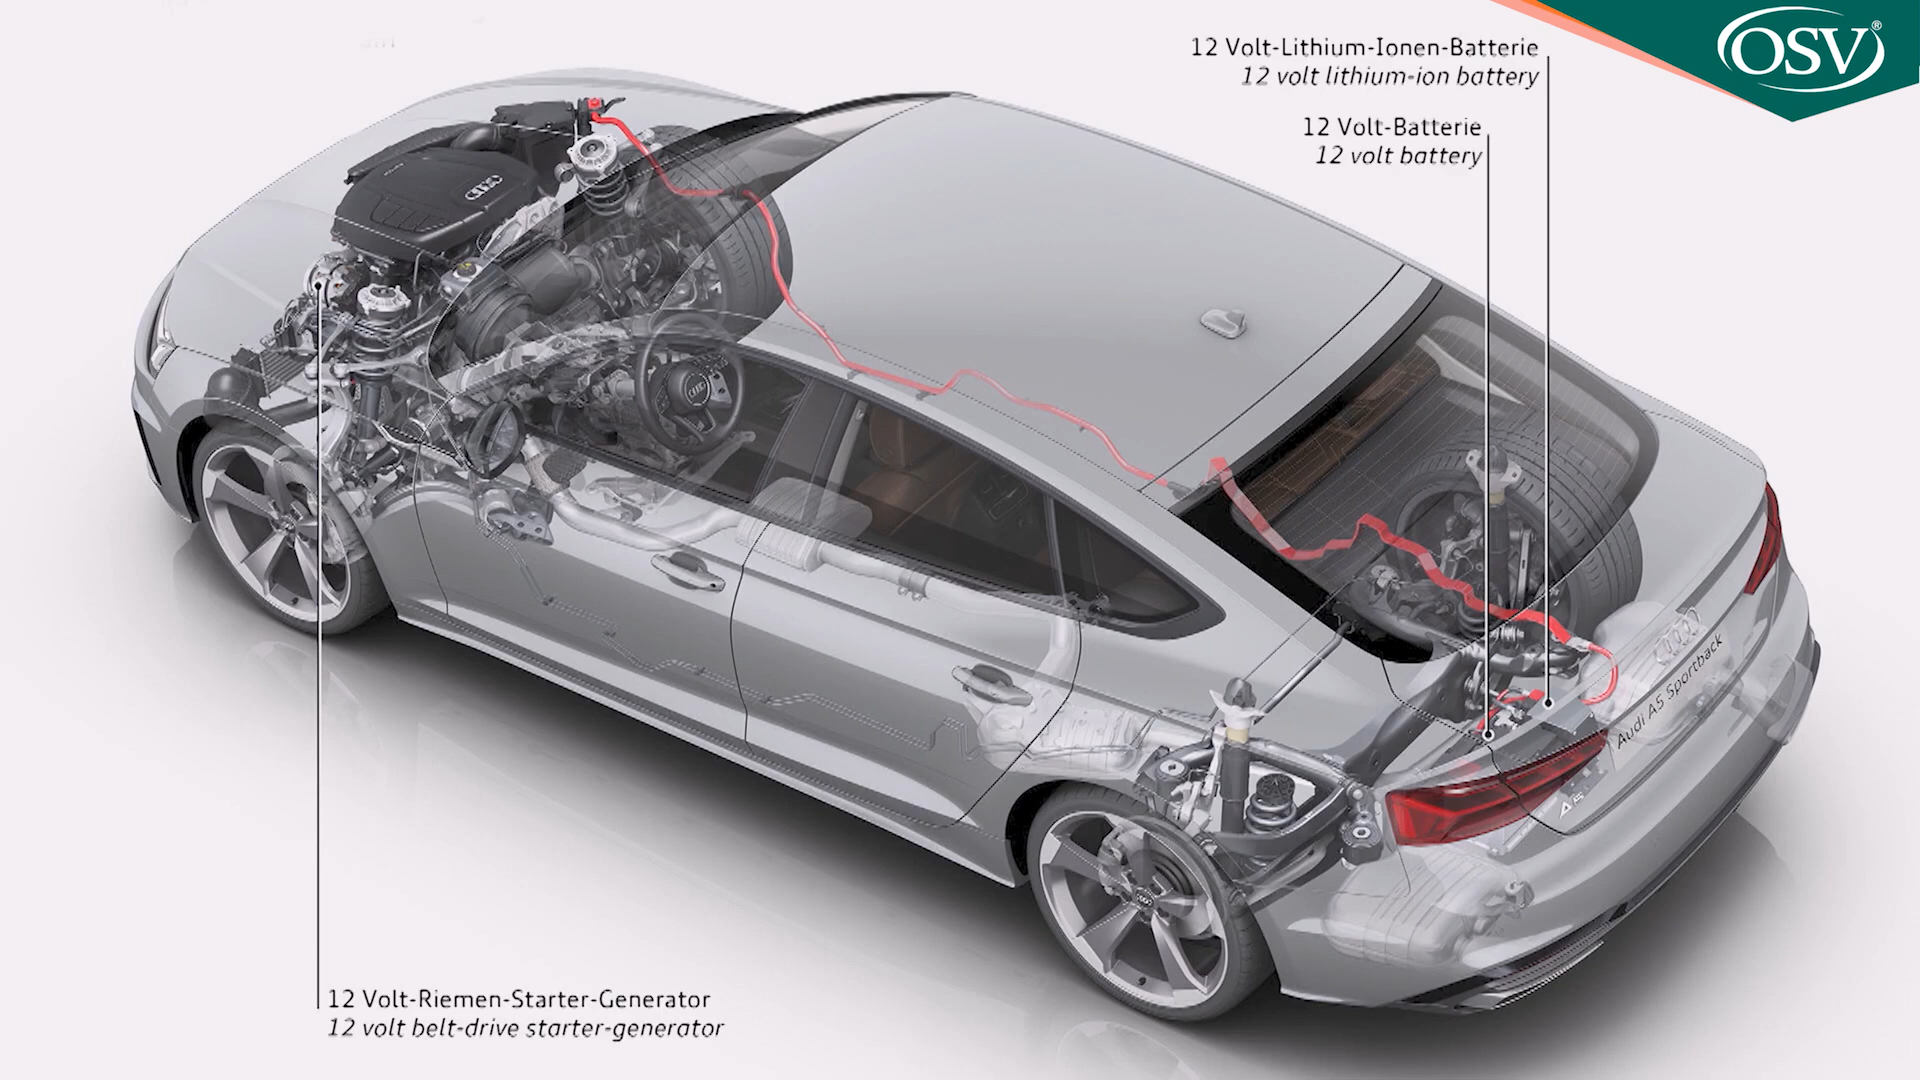 12 Volt-Lithium-Ionen-Batterie
12 volt lithium-ion battery
OSV®
12 Volt-Batterie
12 volt battery
Audi A5 Sportback
12 Volt-Riemen-Starter-Generator
12 volt belt-drive starter-generator